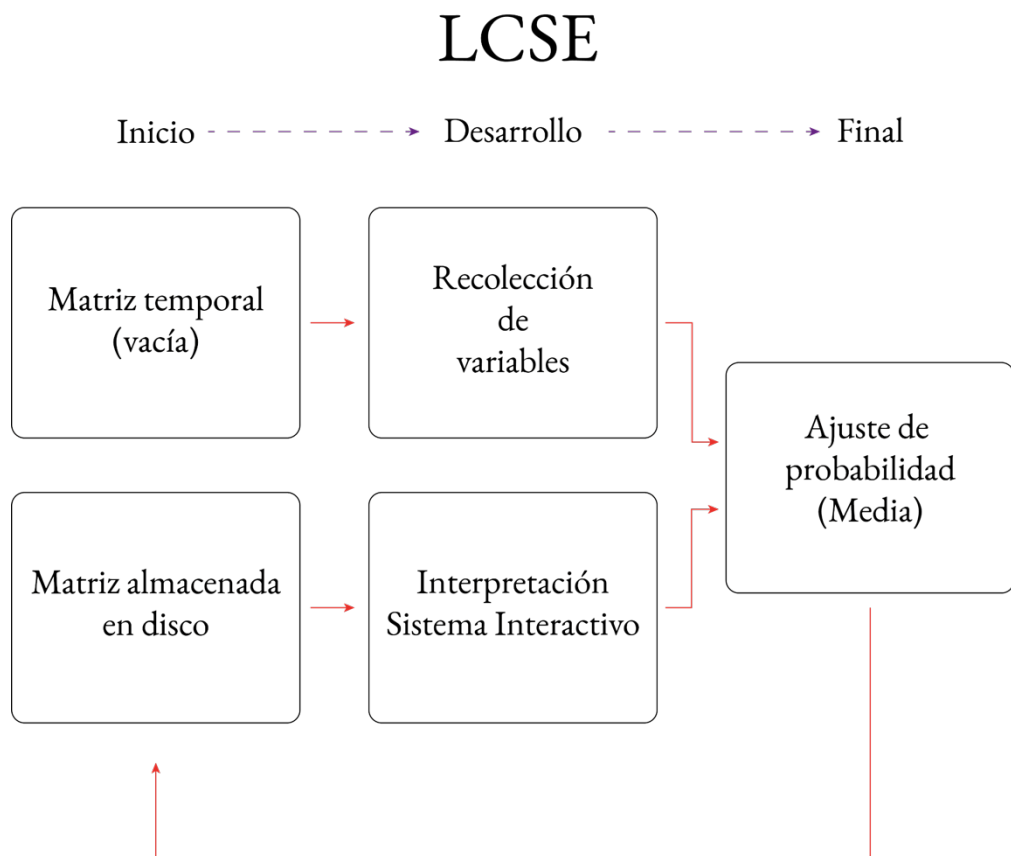 LCSE
Inicio
Desarrollo
Final
Matriz temporal
(vacía)
Recolección
de
variables
Ajuste de
probabilidad
(Media)
Matriz almacenada
en disco
Interpretación
Sistema Interactivo